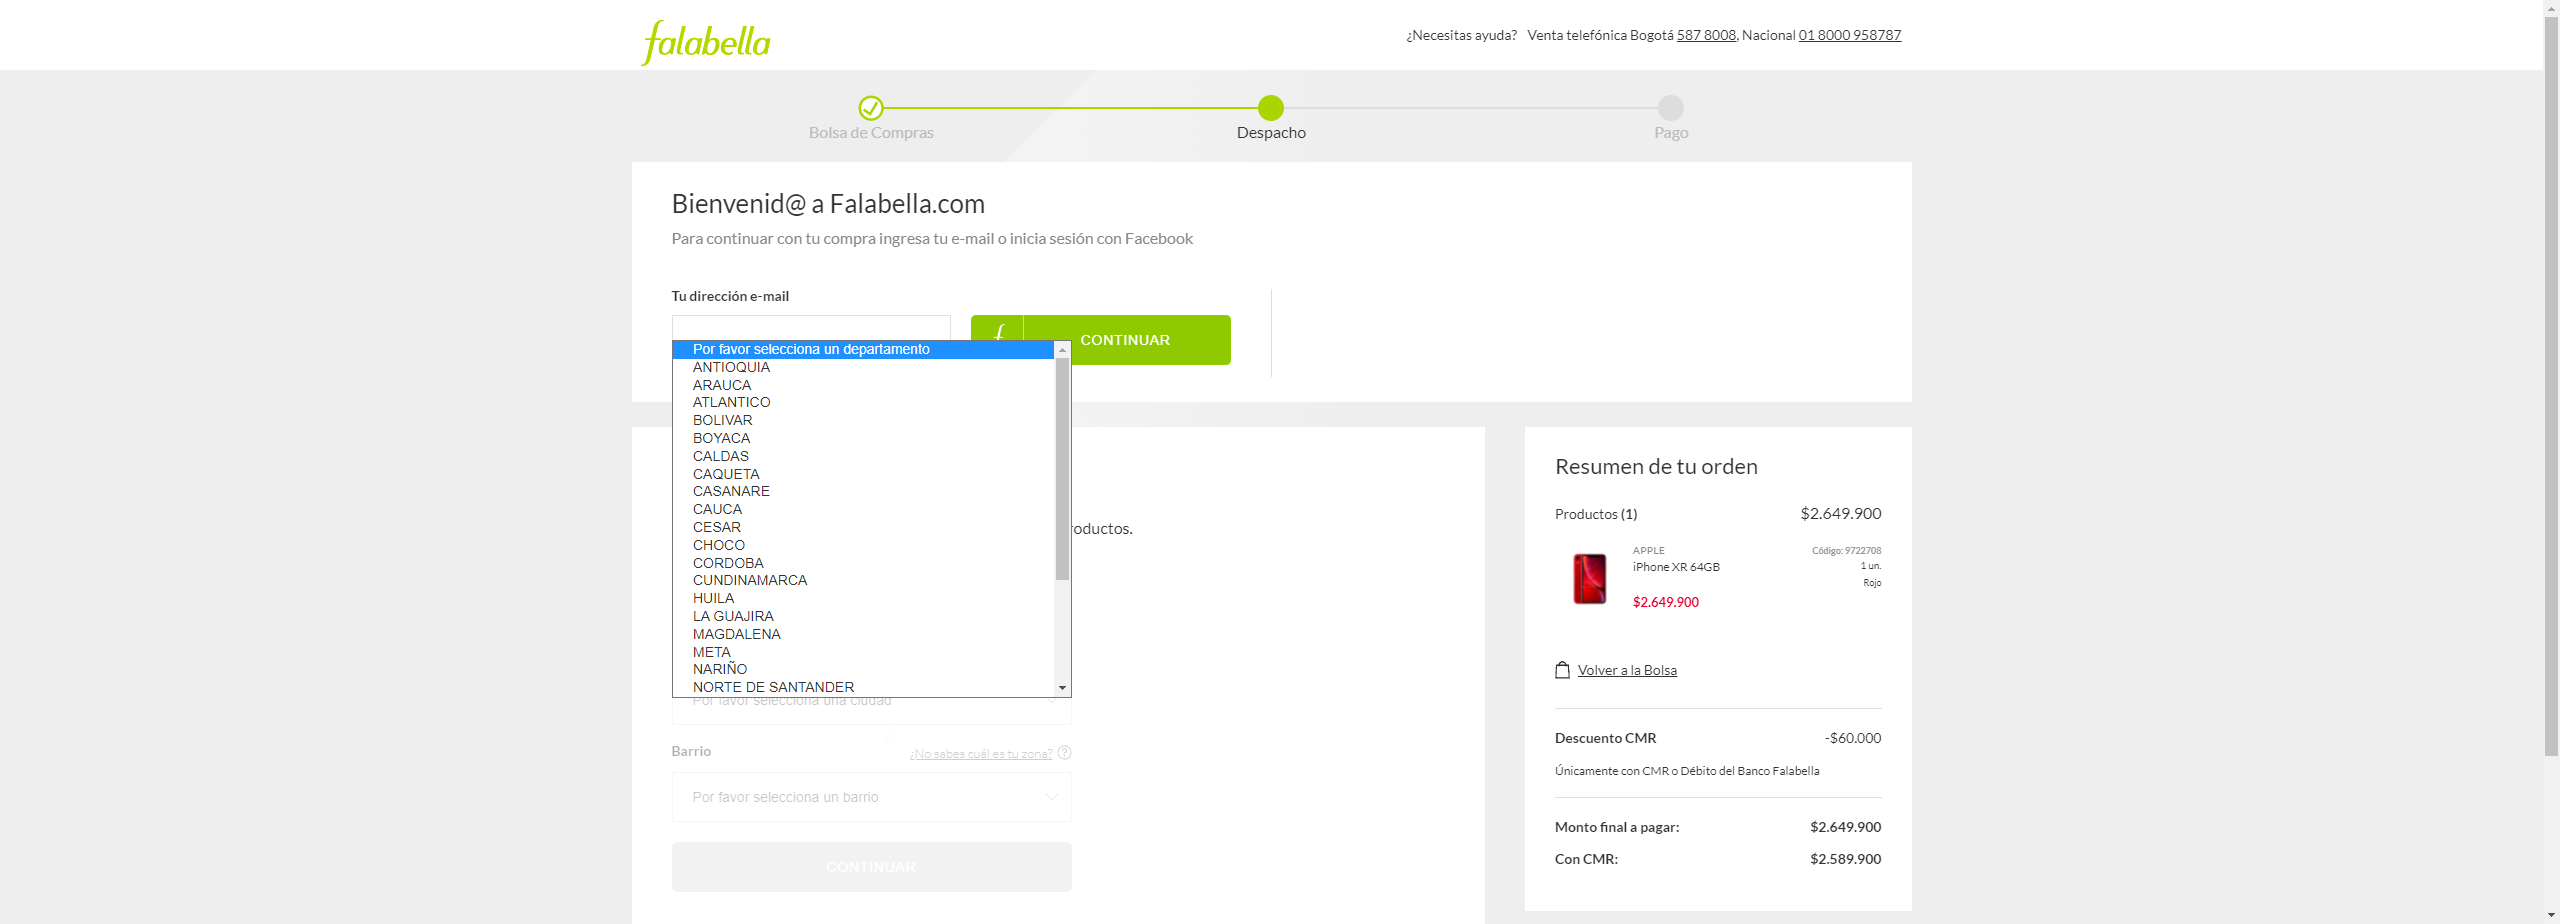 falabella
¿Necesitas ayuda? Venta telefónica Bogotá 587 8008, Nacional 01 8000 958787
Bolsa de Compras
Despacho
Pago
Bienvenid@ a Falabella.com
Para continuar con tu compra ingresa tu e-mail o inicia sesión con Facebook
Tu dirección e-mail
f CONTINUAR
Por favor selecciona un departamento
ANTIOQUIA
ARAUCA
ATLANTICO
BOLIVAR
BOYACA
CALDAS
CAQUETA
CASANARE
CAUCA
CESAR
CHOCO
CORDOBA
CUNDINAMARCA
HUILA
LA GUAJIRA
MAGDALENA
META
NARIÑO
NORTE DE SANTANDER
roductos.
Por favor selecciona una ciudad
Barrio
¿No sabes cuál es tu zona? ?
Por favor selecciona un barrio
CONTINUAR
Resumen de tu orden
Productos (1) $2.649.900
APPLE
iPhone XR 64GB
$2.649.900
Código: 9722708
1 un.
Rojo
Volver a la Bolsa
Descuento CMR -$60.000
Únicamente con CMR o Débito del Banco Falabella
Monto final a pagar: $2.649.900
Con CMR: $2.589.900